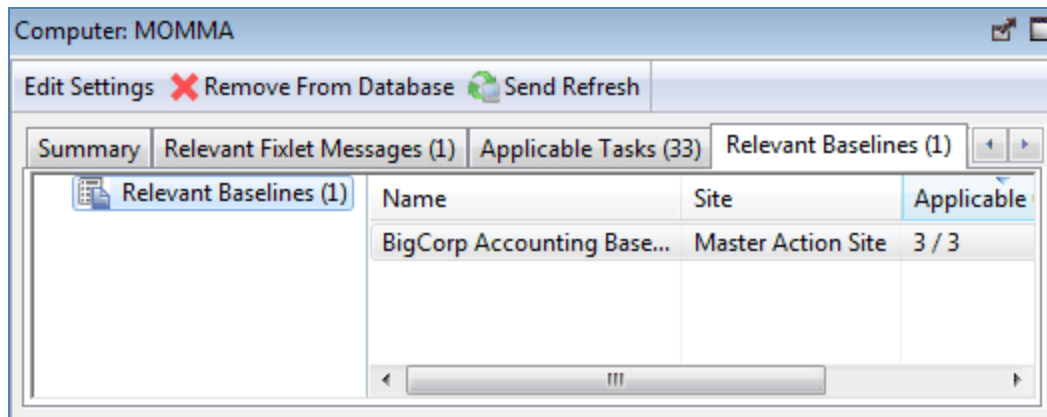 Computer: MOMMA
Edit Settings Remove From Database Send Refresh
Summary Relevant Fixlet Messages (1) Applicable Tasks (33) Relevant Baselines (1)
Relevant Baselines (1) Name Site Applicable
BigCorp Accounting Base... Master Action Site 3 / 3